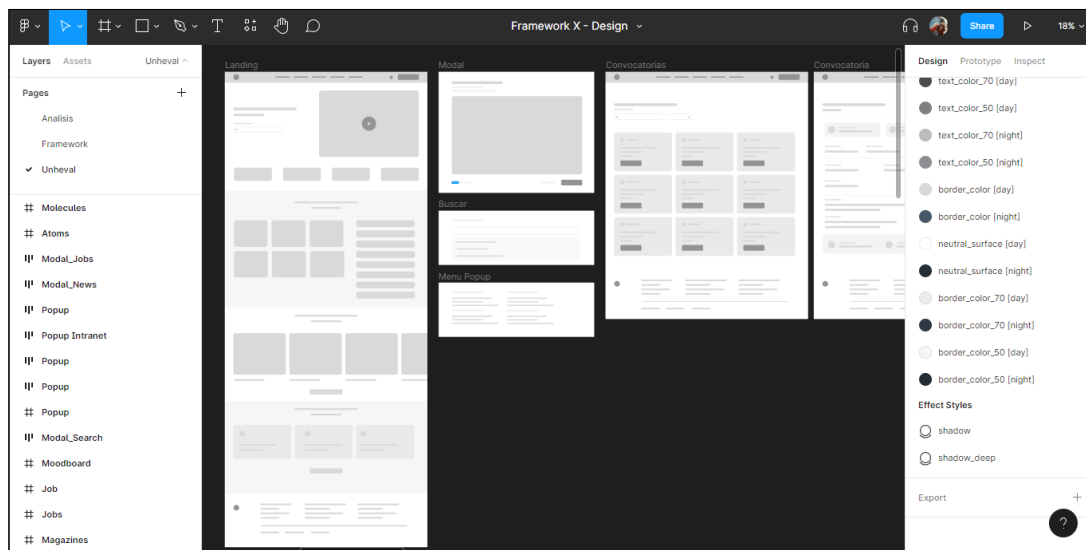 Framework X - Design
Share
18%
Layers Assets Unheval
Pages
Analisis
Framework
Unheval
Molecules
Atoms
Modal_Jobs
Modal_News
Popup
Popup Intranet
Popup
Popup
Popup
Modal_Search
Moodboard
Job
Jobs
Magazines
Landing
Modal
Buscar
Menu Popup
Convocatorias
Convocatoria
Design Prototype Inspect
text_color_70 [day]
text_color_50 [day]
text_color_70 [night]
text_color_50 [night]
border_color [day]
border_color [night]
neutral_surface [day]
neutral_surface [night]
border_color_70 [day]
border_color_70 [night]
border_color_50 [day]
border_color_50 [night]
Effect Styles
shadow
shadow_deep
Export
?